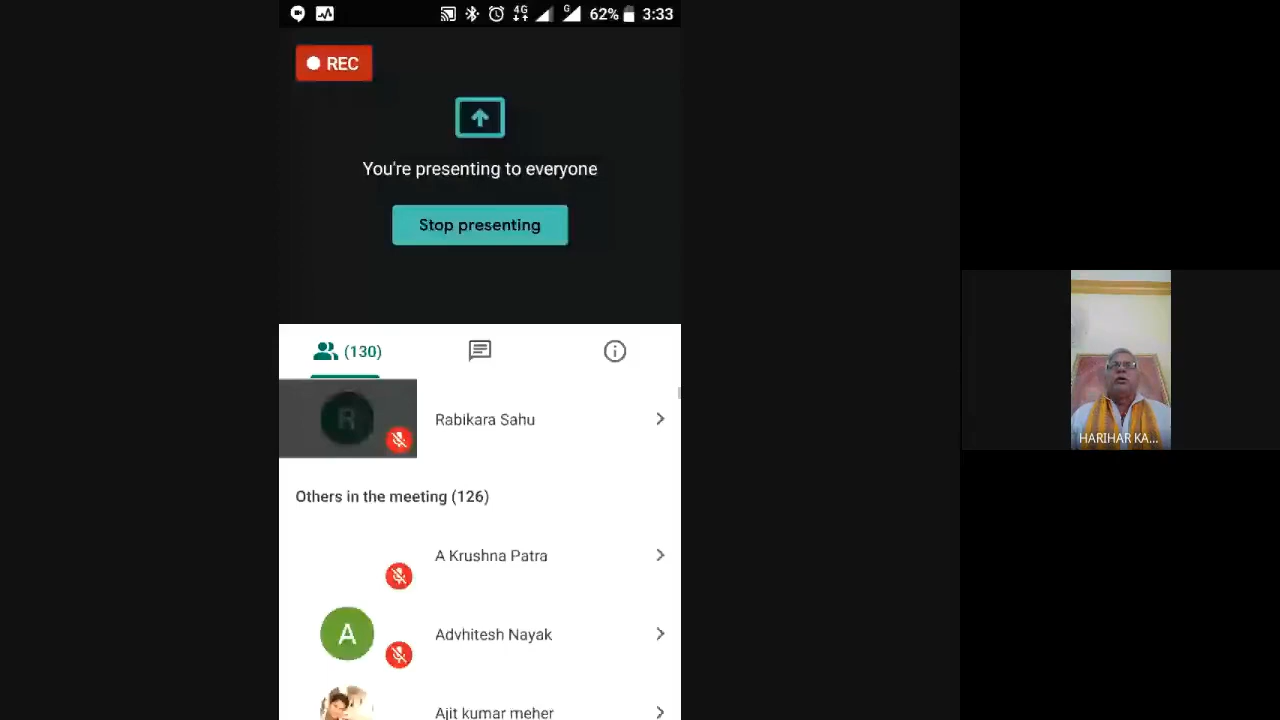 4G
G
62%
3:33
REC
You're presenting to everyone
Stop presenting
(130)
R
Rabikara Sahu
Others in the meeting (126)
A Krushna Patra
A
Advhitesh Nayak
Ajit kumar meher
HARIHAR KA...